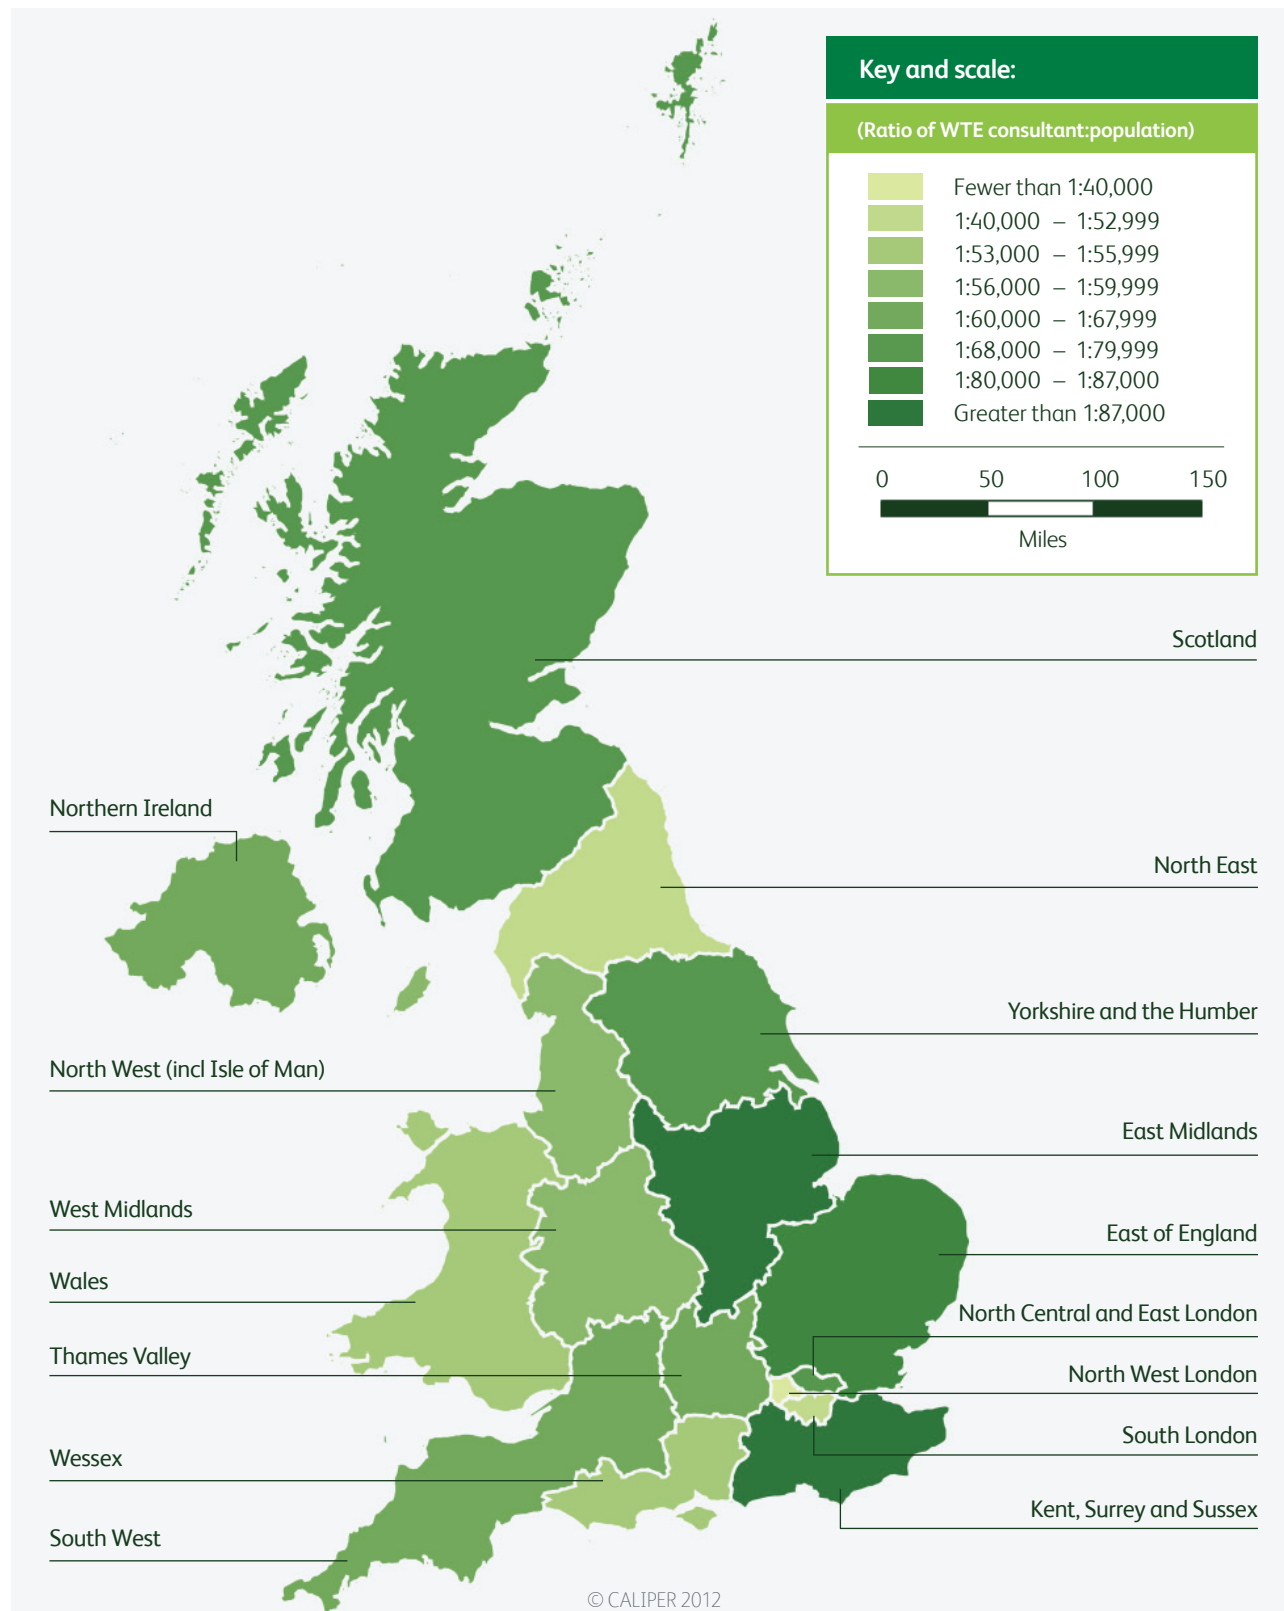 Key and scale:
(Ratio of WTE consultant:population)
Fewer than 1:40,000
1:40,000 – 1:52,999
1:53,000 – 1:55,999
1:56,000 – 1:59,999
1:60,000 – 1:67,999
1:68,000 – 1:79,999
1:80,000 – 1:87,000
Greater than 1:87,000
0 50 100 150
Miles
Scotland
Northern Ireland
North East
Yorkshire and the Humber
North West (incl Isle of Man)
East Midlands
West Midlands
East of England
Wales
North Central and East London
Thames Valley
North West London
South London
Wessex
Kent, Surrey and Sussex
South West
© CALIPER 2012